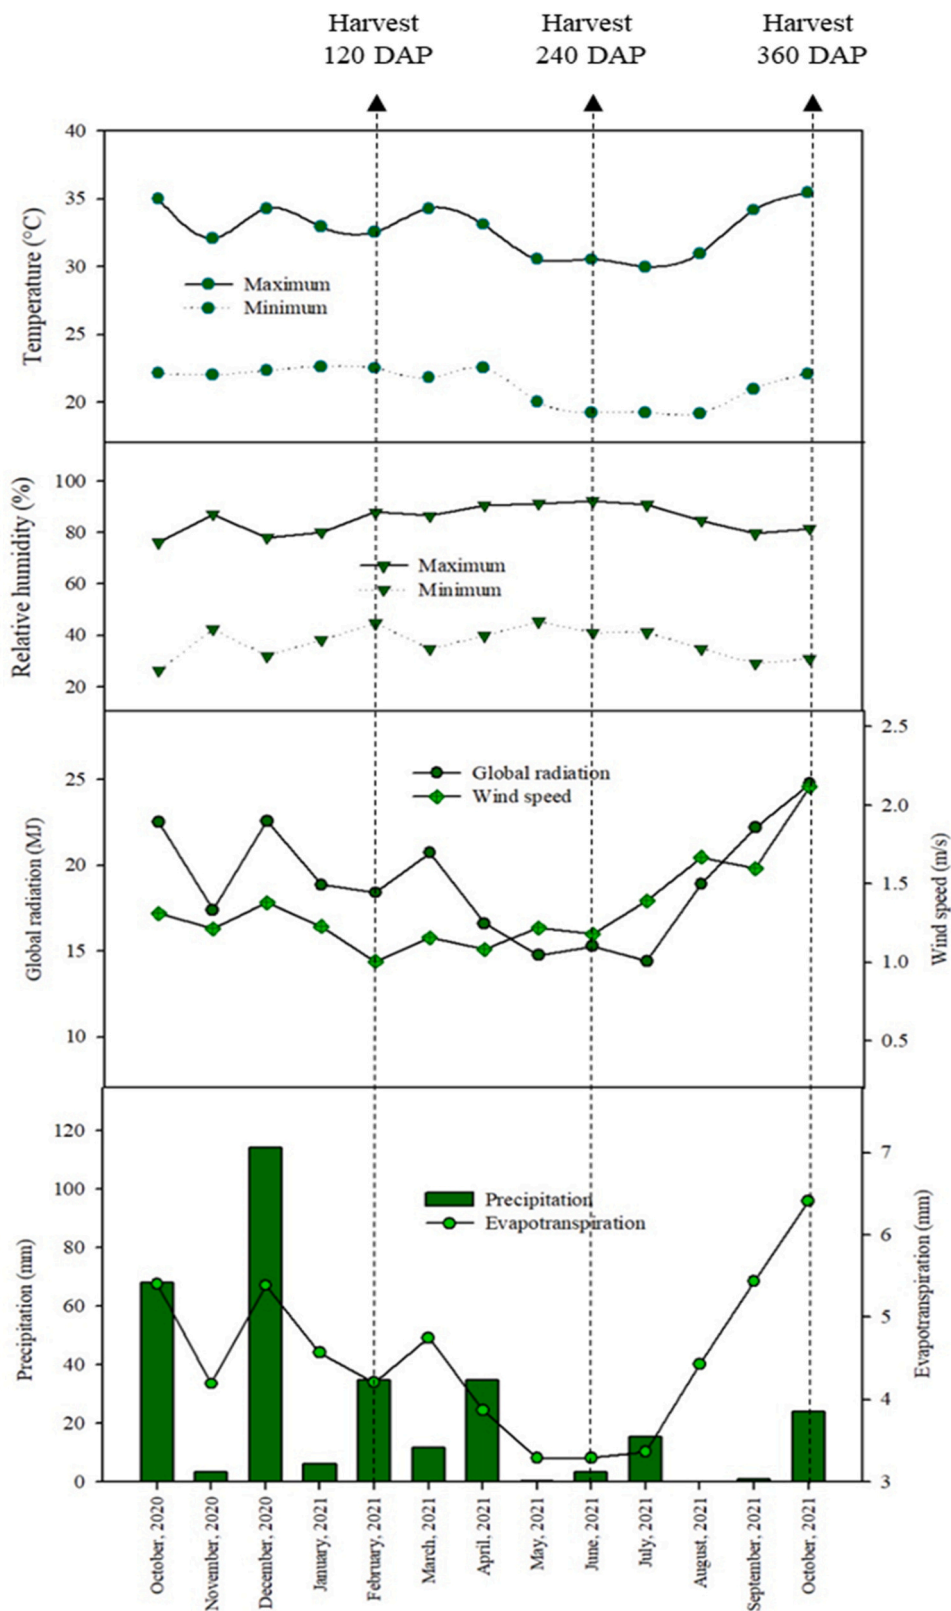 Harvest
120 DAP
Harvest
240 DAP
Harvest
360 DAP
Temperature (°C)
40
35
30
25
20
Maximum
Minimum
Relative humidity (%)
100
80
60
40
20
Maximum
Minimum
Global radiation (MJ)
25
20
15
10
Global radiation
Wind speed
2.5
2.0
1.5
1.0
0.5
Wind speed (m/s)
Precipitation (mm)
120
100
80
60
40
20
0
Precipitation
Evapotranspiration
7
6
5
4
3
Evapotranspiration (mm)
October, 2020
November, 2020
December, 2020
January, 2021
February, 2021
March, 2021
April, 2021
May, 2021
June, 2021
July, 2021
August, 2021
September, 2021
October, 2021